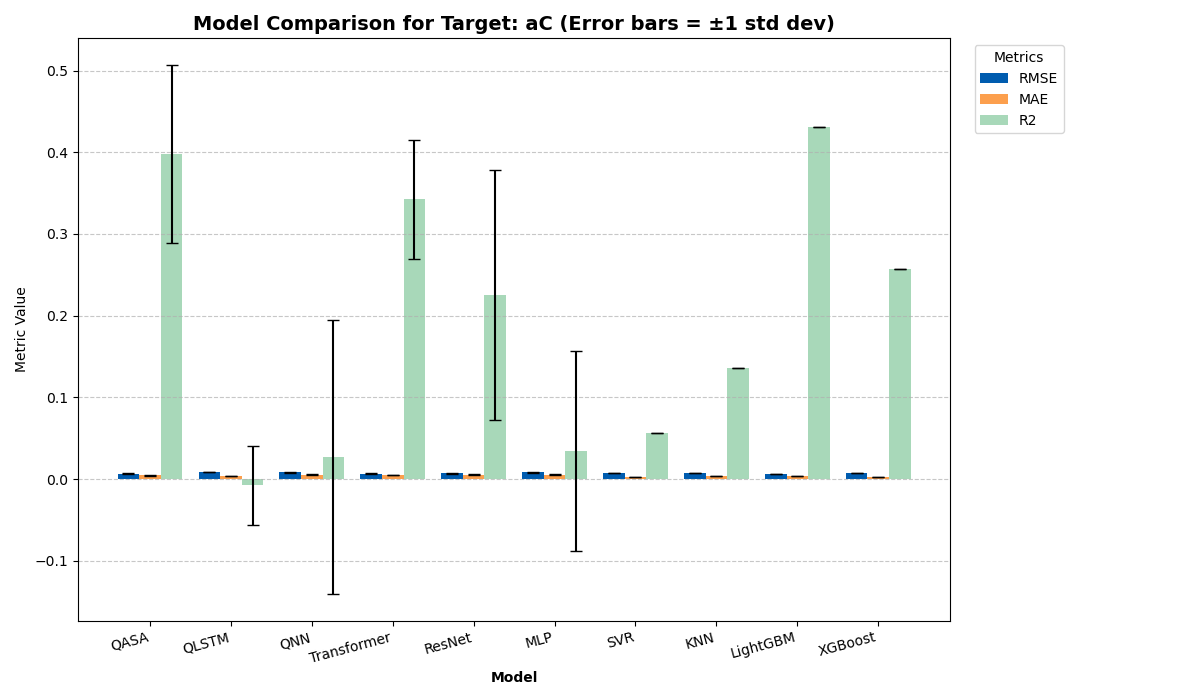 Model Comparison for Target: aC (Error bars = ±1 std dev)
Metrics
RMSE
MAE
R2
Metric Value
0.5
0.4
0.3
0.2
0.1
0.0
−0.1
QASA
QLSTM
QNN
Transformer
ResNet
MLP
SVR
KNN
LightGBM
XGBoost
Model